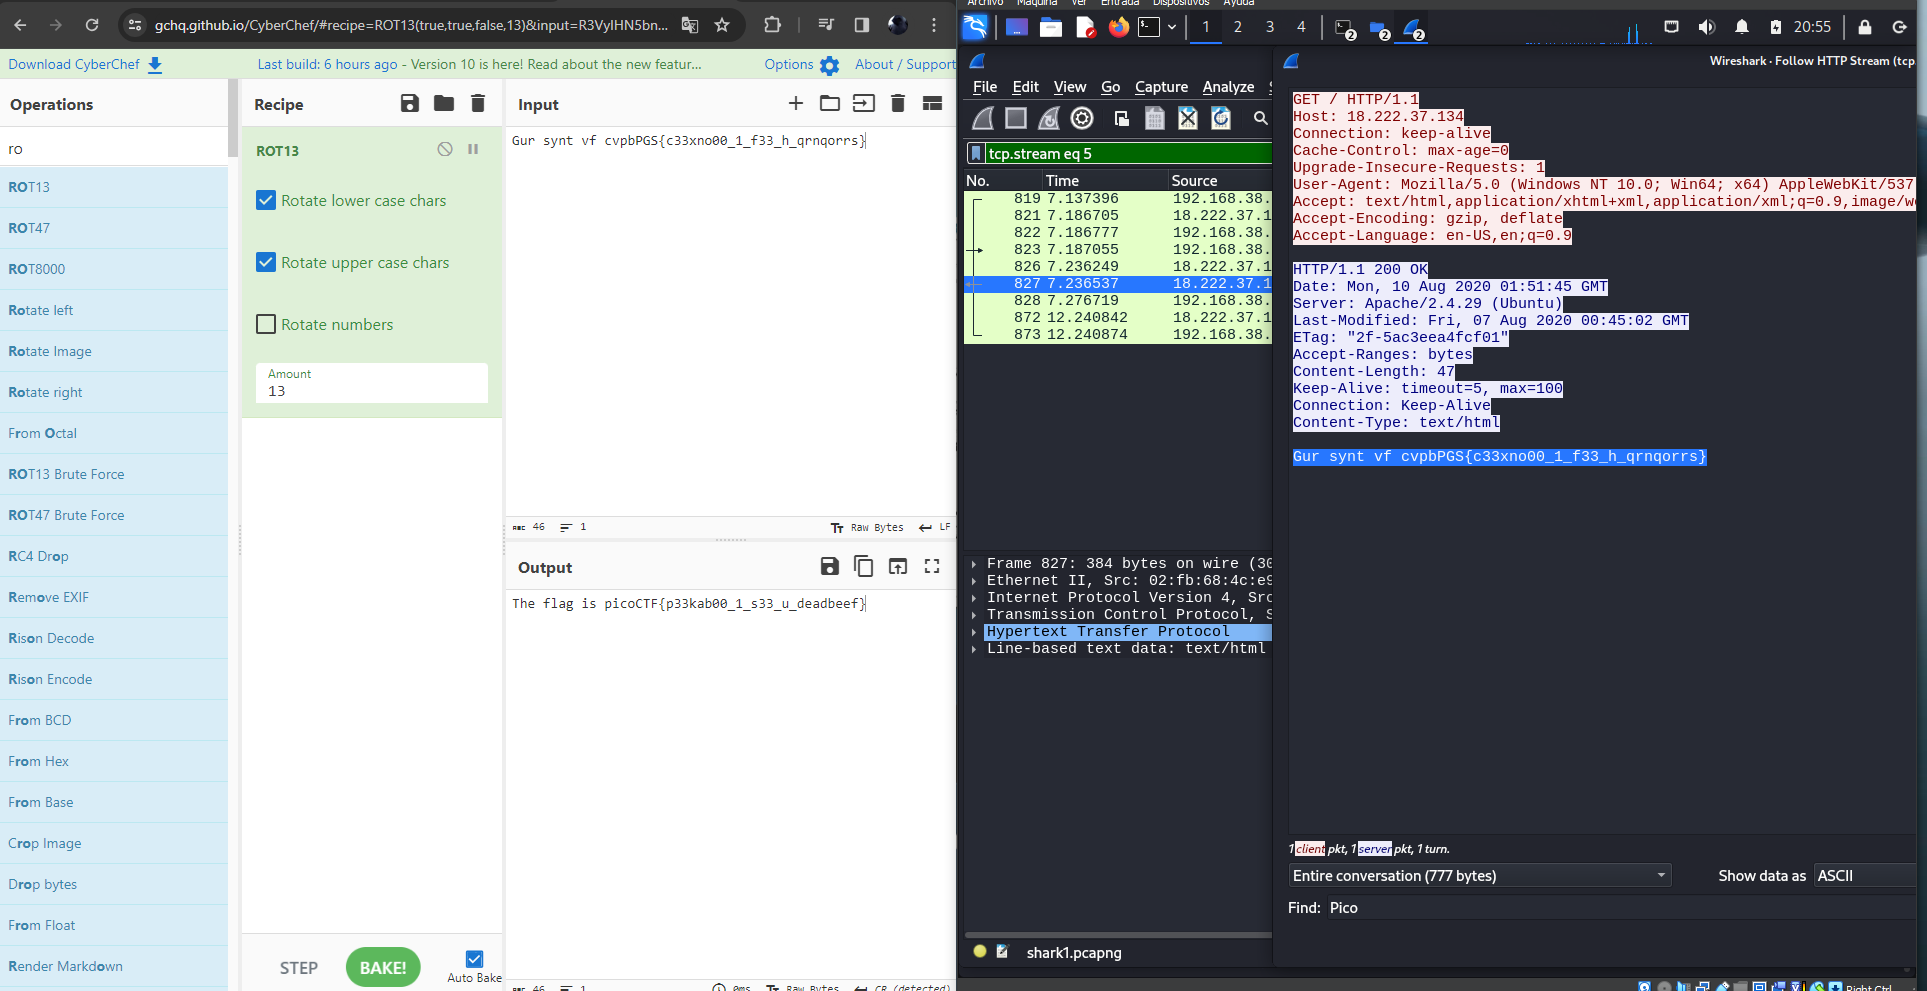 gchq.github.io/CyberChef/#recipe=ROT13(true,true,false,13)&input=R3VyIHN5bn...
Download CyberChef
Last build: 6 hours ago - Version 10 is here! Read about the new featur...
Options
About / Support
Operations
ro
ROT13
ROT47
ROT8000
Rotate left
Rotate Image
Rotate right
From Octal
ROT13 Brute Force
ROT47 Brute Force
RC4 Drop
Remove EXIF
Rison Decode
Rison Encode
From BCD
From Hex
From Base
Crop Image
Drop bytes
From Float
Render Markdown
Recipe
ROT13
Rotate lower case chars
Rotate upper case chars
Rotate numbers
Amount
13
STEP
BAKE!
Auto Bake
Input
Gur synt vf cvpbPGS{c33xno00_1_f33_h_qrnqorrs}
ABC 46 1
Raw Bytes LF
Output
The flag is picoCTF{p33kab00_1_s33_u_deadbeef}
ABC 46 1
0ms Raw Bytes CR (detected)
Archivo Máquina Ver Entrada Dispositivos Ayuda
1 2 3 4
2 2 2
20:55
File Edit View Go Capture Analyze
tcp.stream eq 5
No. Time Source
819 7.137396 192.168.38.
821 7.186705 18.222.37.1
822 7.186777 192.168.38.
823 7.187055 192.168.38.
826 7.236249 18.222.37.1
827 7.236537 18.222.37.1
828 7.276719 192.168.38.
872 12.240842 18.222.37.1
873 12.240874 192.168.38.
Frame 827: 384 bytes on wire (30
Ethernet II, Src: 02:fb:68:4c:e9
Internet Protocol Version 4, Src
Transmission Control Protocol, S
Hypertext Transfer Protocol
Line-based text data: text/html
shark1.pcapng
Wireshark · Follow HTTP Stream (tcp.
GET / HTTP/1.1
Host: 18.222.37.134
Connection: keep-alive
Cache-Control: max-age=0
Upgrade-Insecure-Requests: 1
User-Agent: Mozilla/5.0 (Windows NT 10.0; Win64; x64) AppleWebKit/537
Accept: text/html,application/xhtml+xml,application/xml;q=0.9,image/we
Accept-Encoding: gzip, deflate
Accept-Language: en-US,en;q=0.9
HTTP/1.1 200 OK
Date: Mon, 10 Aug 2020 01:51:45 GMT
Server: Apache/2.4.29 (Ubuntu)
Last-Modified: Fri, 07 Aug 2020 00:45:02 GMT
ETag: "2f-5ac3eea4fcf01"
Accept-Ranges: bytes
Content-Length: 47
Keep-Alive: timeout=5, max=100
Connection: Keep-Alive
Content-Type: text/html
Gur synt vf cvpbPGS{c33xno00_1_f33_h_qrnqorrs}
1 client pkt, 1 server pkt, 1 turn.
Entire conversation (777 bytes)
Show data as ASCII
Find: Pico
Right Ctrl